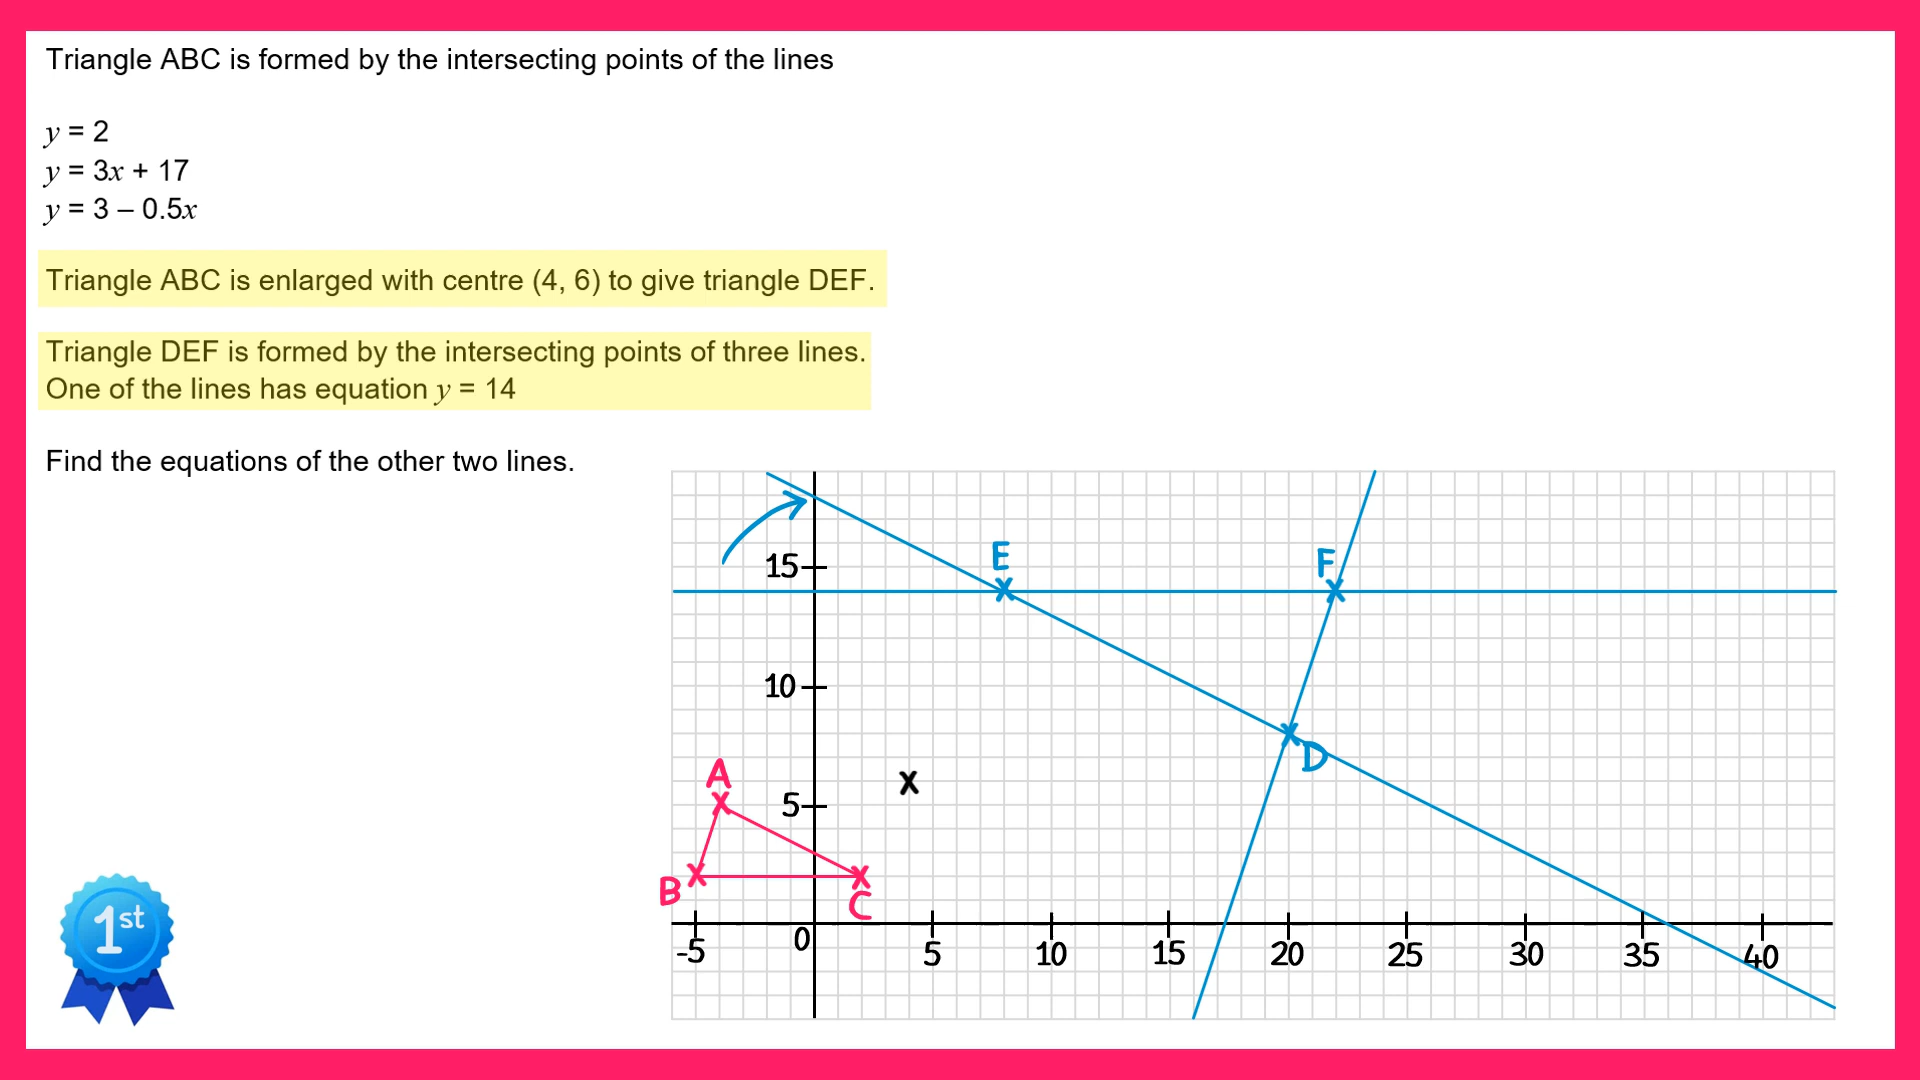 Triangle ABC is formed by the intersecting points of the lines
y = 2
y = 3x + 17
y = 3 – 0.5x
Triangle ABC is enlarged with centre (4, 6) to give triangle DEF.
Triangle DEF is formed by the intersecting points of three lines.
One of the lines has equation y = 14
Find the equations of the other two lines.
E
F
15
10
D
A
5
B
C
1st
-5 0 5 10 15 20 25 30 35 40